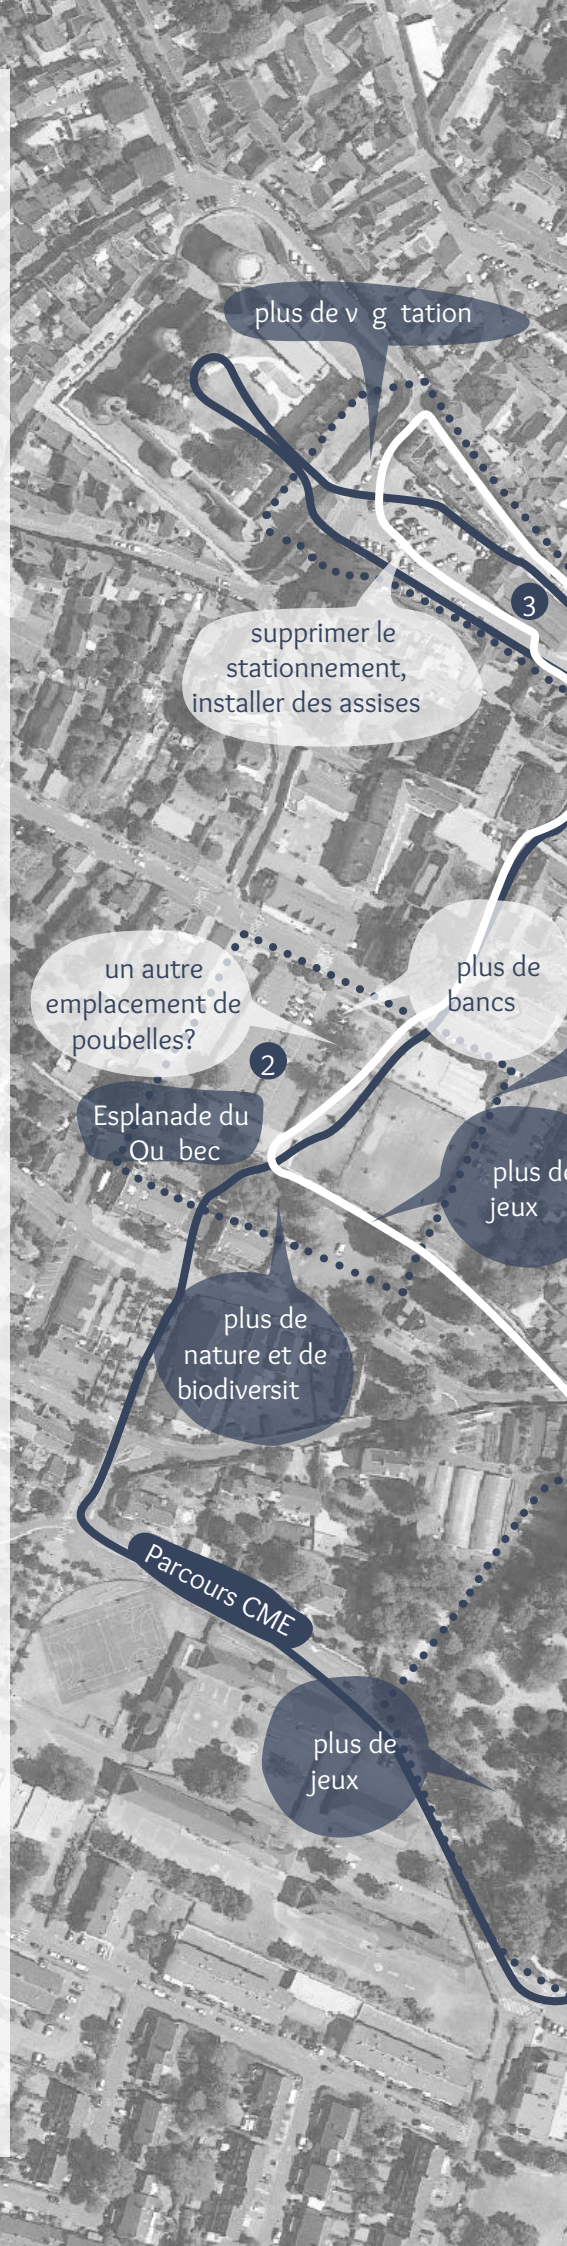 plus de v g tation
3
supprimer le
stationnement,
installer des assises
un autre
emplacement de
poubelles?
plus de
bancs
2
Esplanade du
Qu bec
plus de
jeux
plus de
nature et de
biodiversit
Parcours CME
plus de
jeux